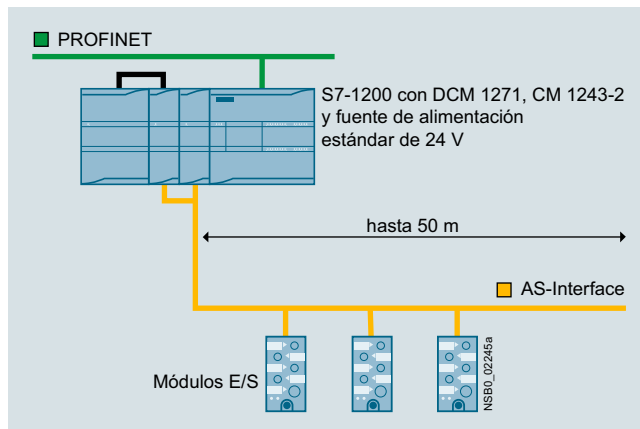 PROFINET
S7-1200 con DCM 1271, CM 1243-2
y fuente de alimentación
estándar de 24 V
hasta 50 m
AS-Interface
Módulos E/S
NSB0_02245a